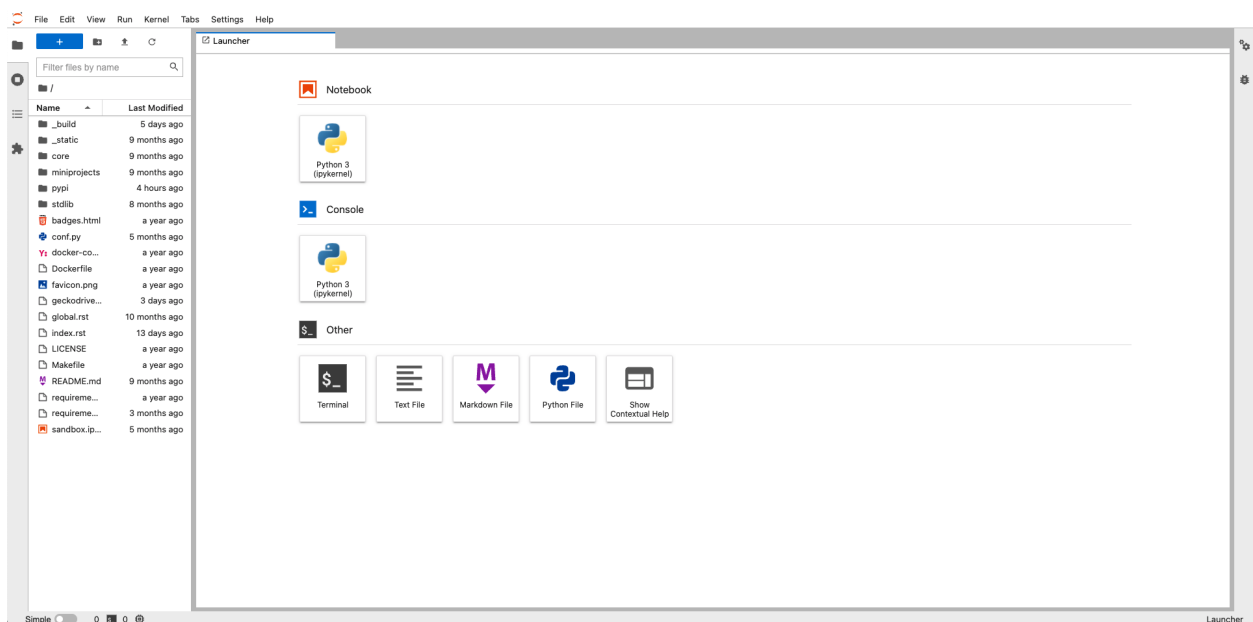 File Edit View Run Kernel Tabs Settings Help
+
Filter files by name
/
Name Last Modified
_build 5 days ago
_static 9 months ago
core 9 months ago
miniprojects 9 months ago
pypi 4 hours ago
stdlib 8 months ago
badges.html a year ago
conf.py 5 months ago
docker-co... a year ago
Dockerfile a year ago
favicon.png a year ago
geckodrive... 3 days ago
global.rst 10 months ago
index.rst 13 days ago
LICENSE a year ago
Makefile a year ago
README.md 9 months ago
requireme... a year ago
requireme... 3 months ago
sandbox.ip... 5 months ago
Launcher
Notebook
Python 3
(ipykernel)
Console
Python 3
(ipykernel)
$_ Other
$_
Terminal
Text File
M
Markdown File
Python File
Show
Contextual Help
Simple 0 $ 0
Launcher